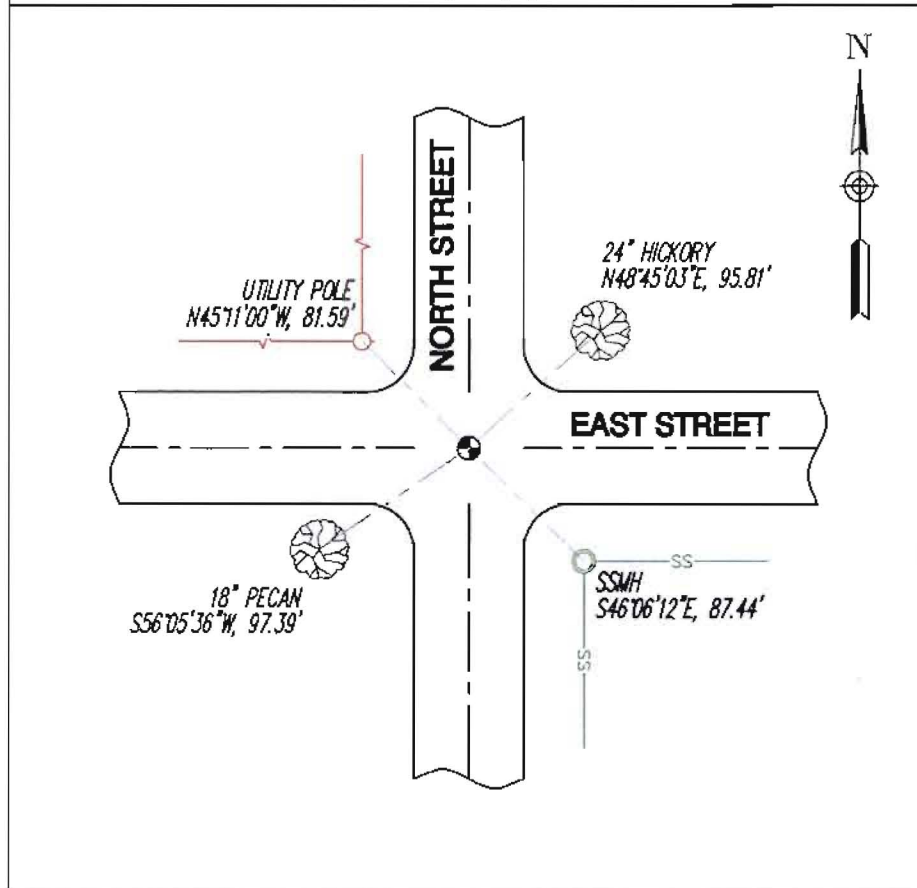 N
NORTH STREET
24" HICKORY
N48°45'03"E, 95.81'
UTILITY POLE
N45°11'00"W, 81.59'
EAST STREET
18" PECAN
S56°05'36"W, 97.39'
SS
SSMH
S46°06'12"E, 87.44'
SS